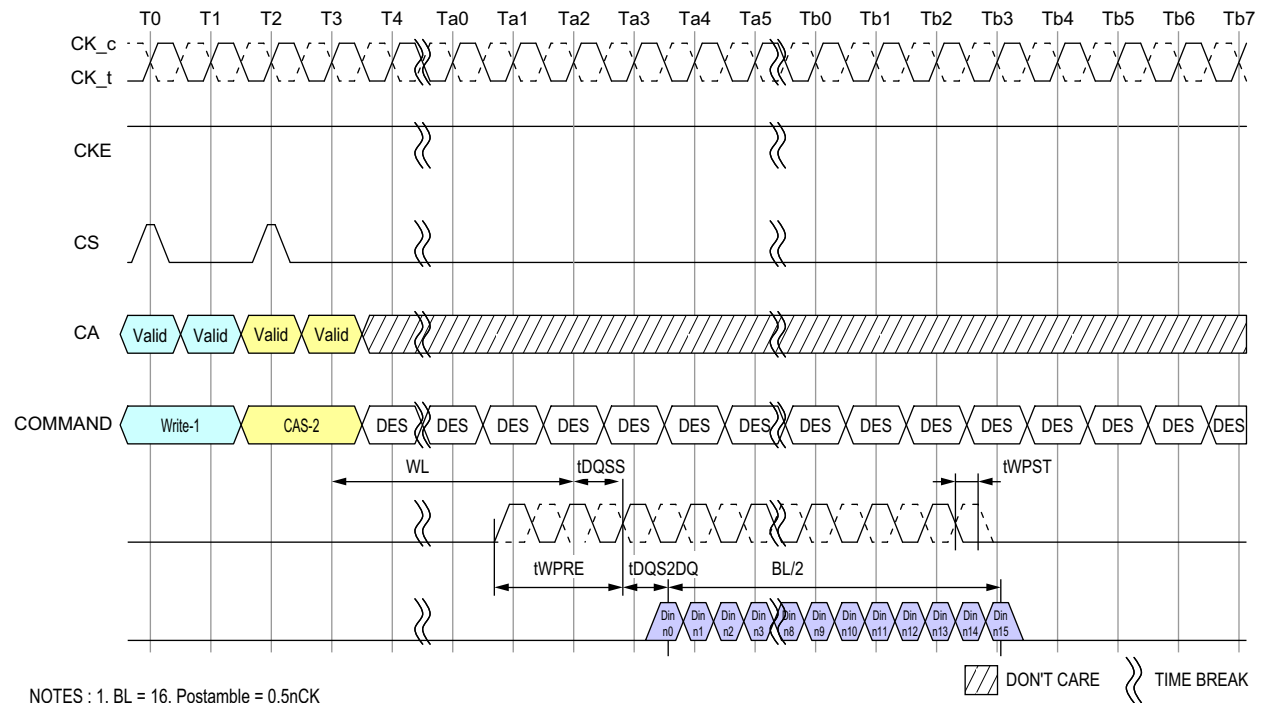 T0 T1 T2 T3 T4 Ta0 Ta1 Ta2 Ta3 Ta4 Ta5 Tb0 Tb1 Tb2 Tb3 Tb4 Tb5 Tb6 Tb7
CK_c
CK_t
CKE
CS
CA Valid Valid Valid Valid
COMMAND Write-1 CAS-2 DES DES DES DES DES DES DES DES DES DES DES DES DES DES DES
WL tDQSS tWPST
tWPRE tDQS2DQ BL/2
Din Din Din Din Din Din Din Din Din Din Din Din
n0 n1 n2 n3 n8 n9 n10 n11 n12 n13 n14 n15
DON'T CARE TIME BREAK
NOTES : 1. BL = 16, Postamble = 0.5nCK